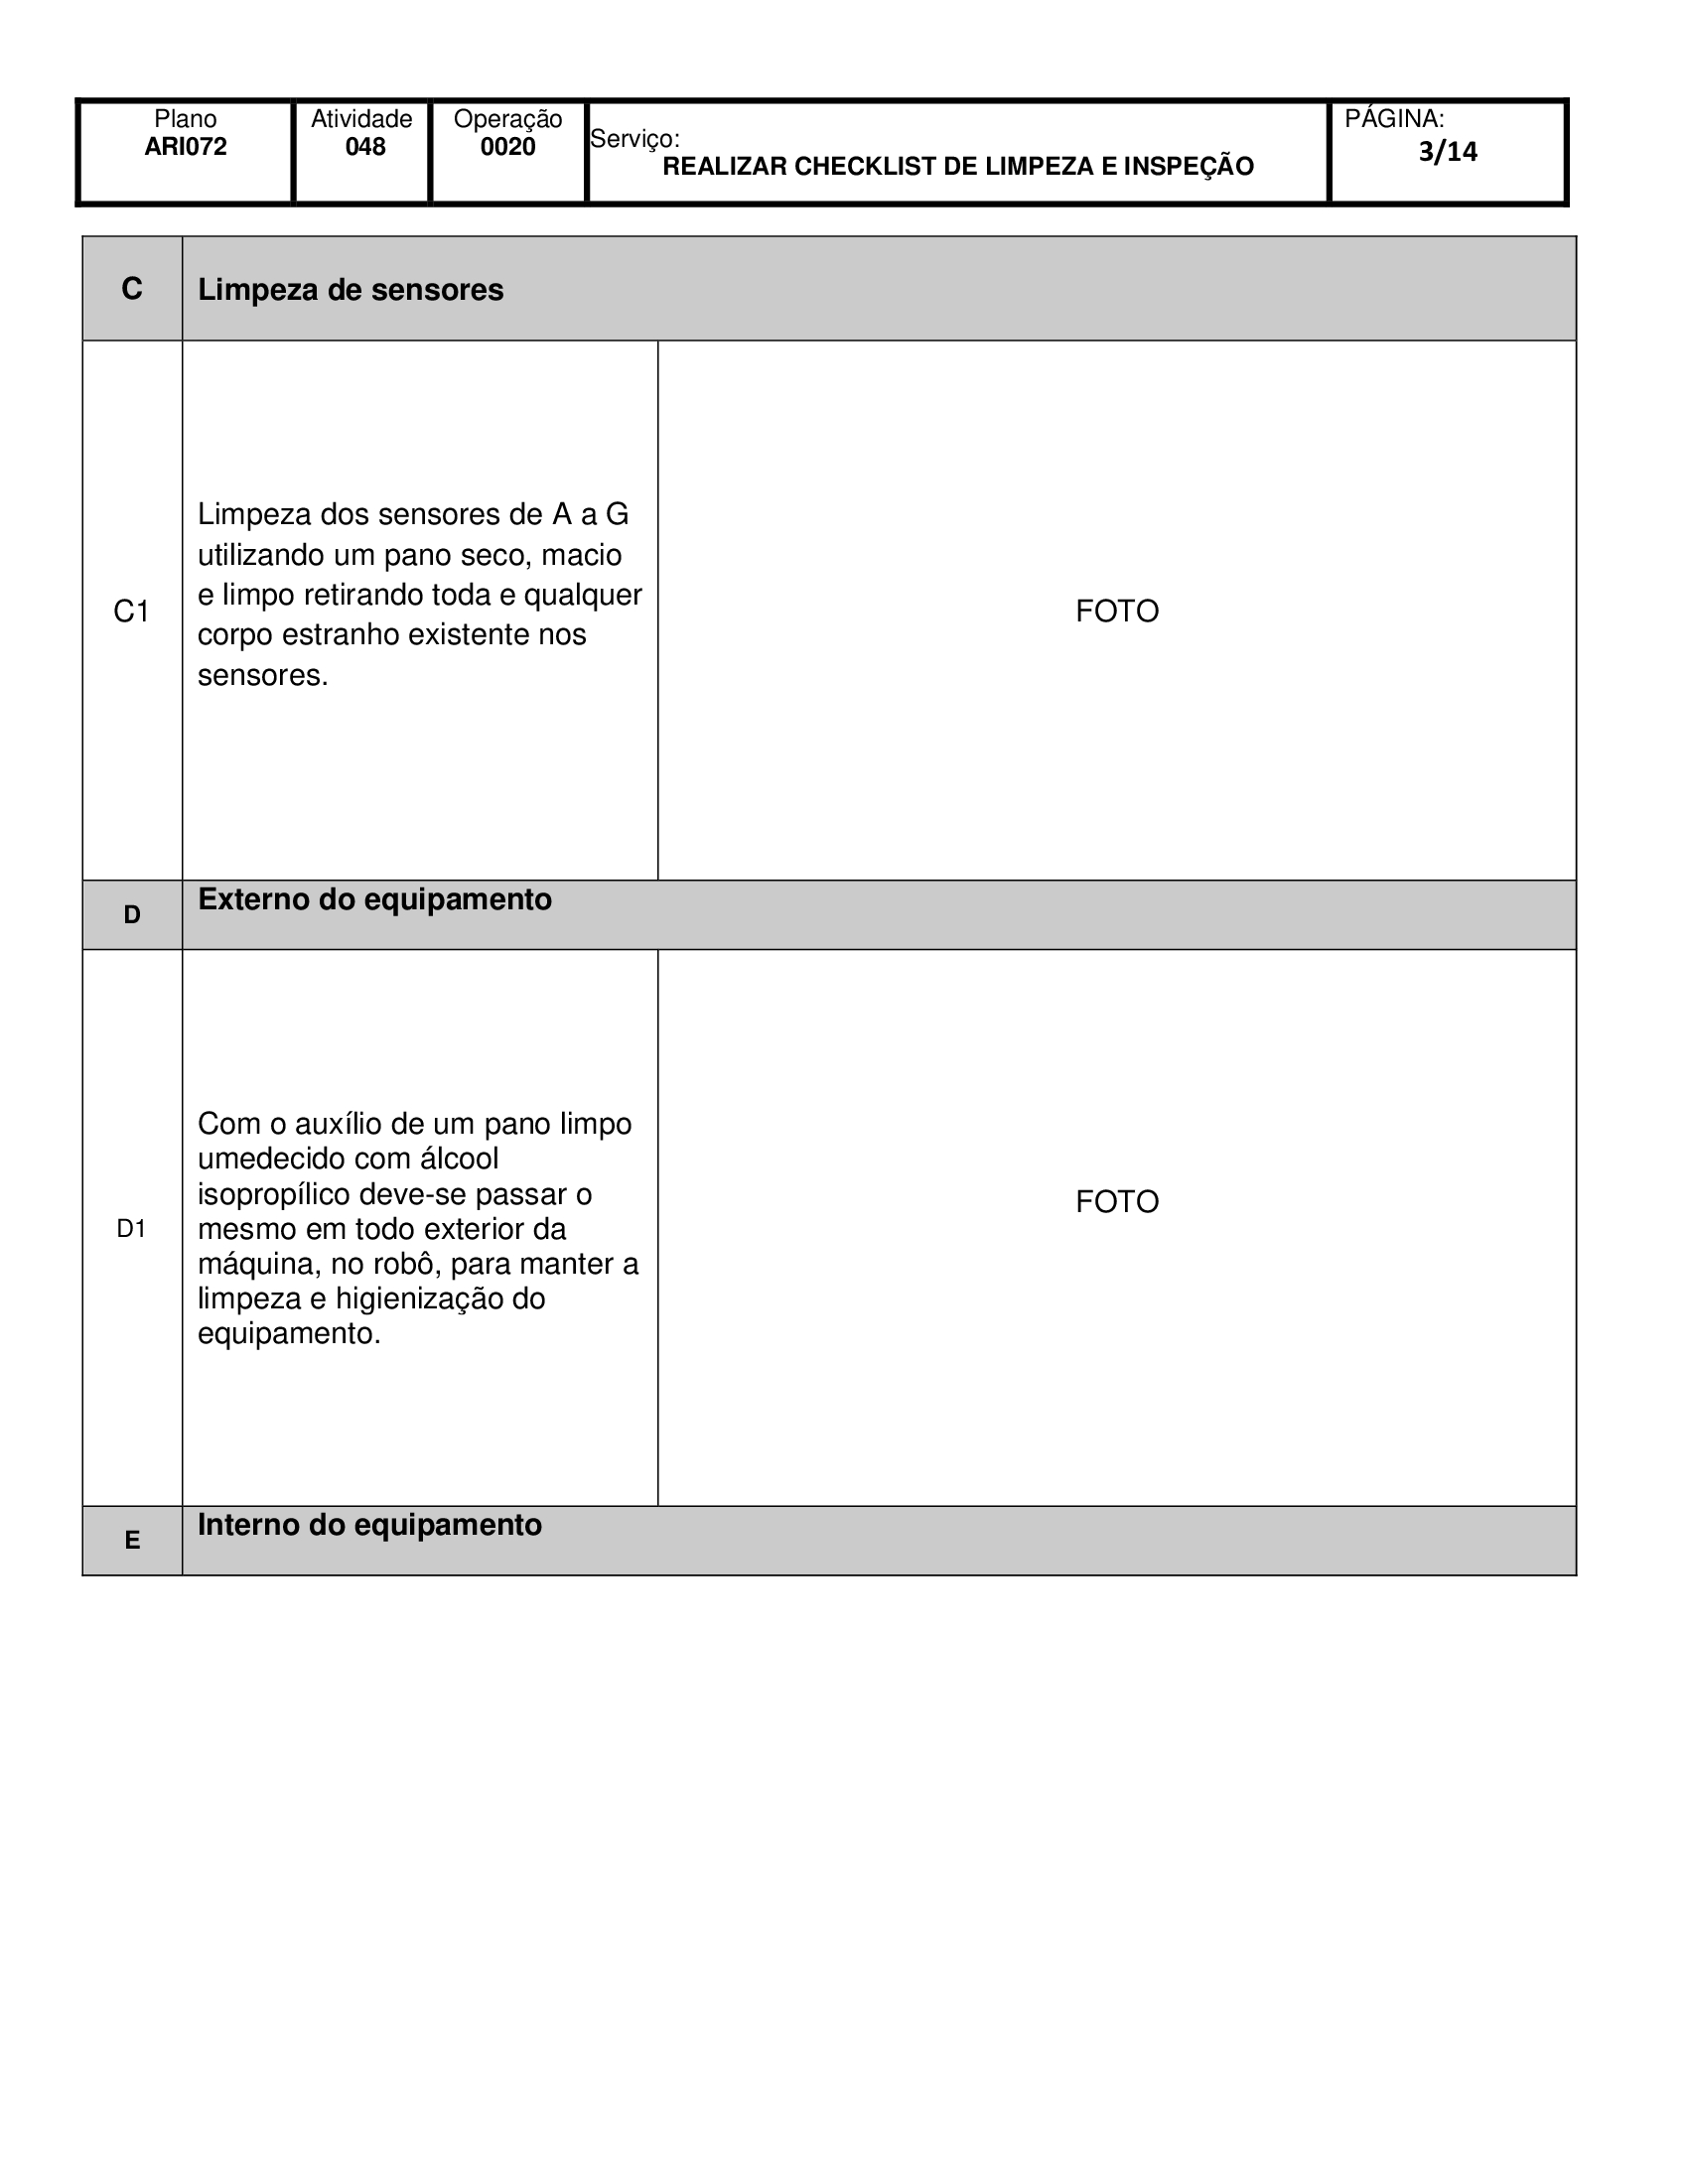 Plano
ARI072
Atividade
048
Operação
0020
Serviço:
REALIZAR CHECKLIST DE LIMPEZA E INSPEÇÃO
PÁGINA:
3/14
C
Limpeza de sensores
C1
Limpeza dos sensores de A a G
utilizando um pano seco, macio
e limpo retirando toda e qualquer
corpo estranho existente nos
sensores.
FOTO
D
Externo do equipamento
D1
Com o auxílio de um pano limpo
umedecido com álcool
isopropílico deve-se passar o
mesmo em todo exterior da
máquina, no robô, para manter a
limpeza e higienização do
equipamento.
FOTO
E
Interno do equipamento